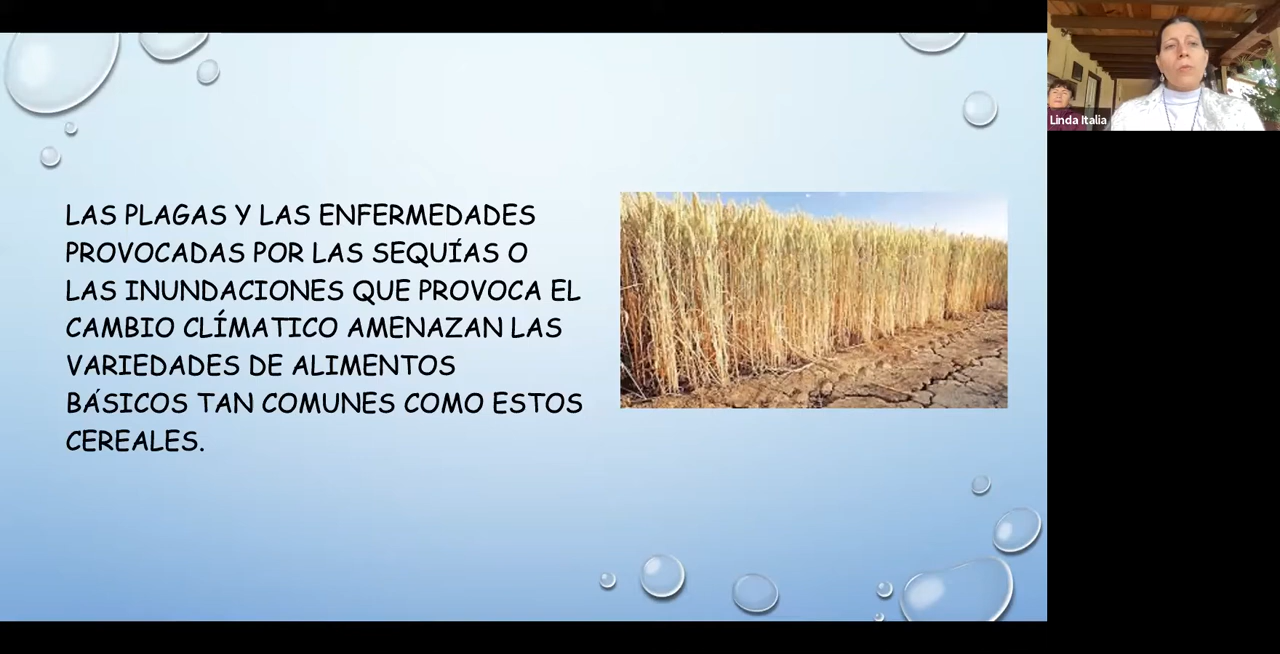 LAS PLAGAS Y LAS ENFERMEDADES
PROVOCADAS POR LAS SEQUÍAS O
LAS INUNDACIONES QUE PROVOCA EL
CAMBIO CLÍMATICO AMENAZAN LAS
VARIEDADES DE ALIMENTOS
BÁSICOS TAN COMUNES COMO ESTOS
CEREALES.
Linda Italia